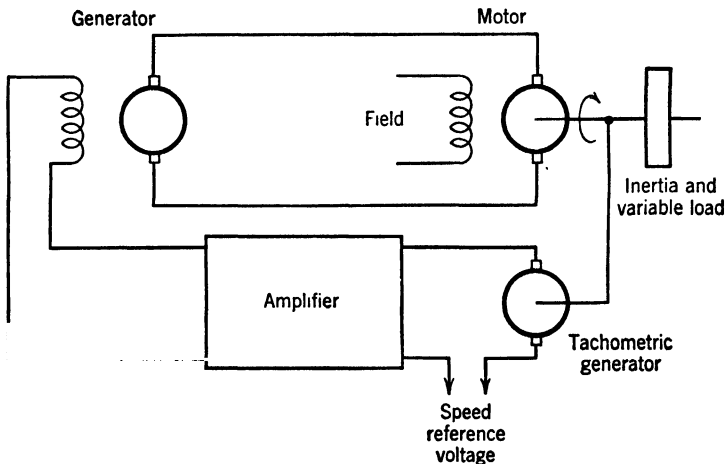 Generator
Motor
Field
Inertia and
variable load
Amplifier
Tachometric
generator
Speed
reference
voltage